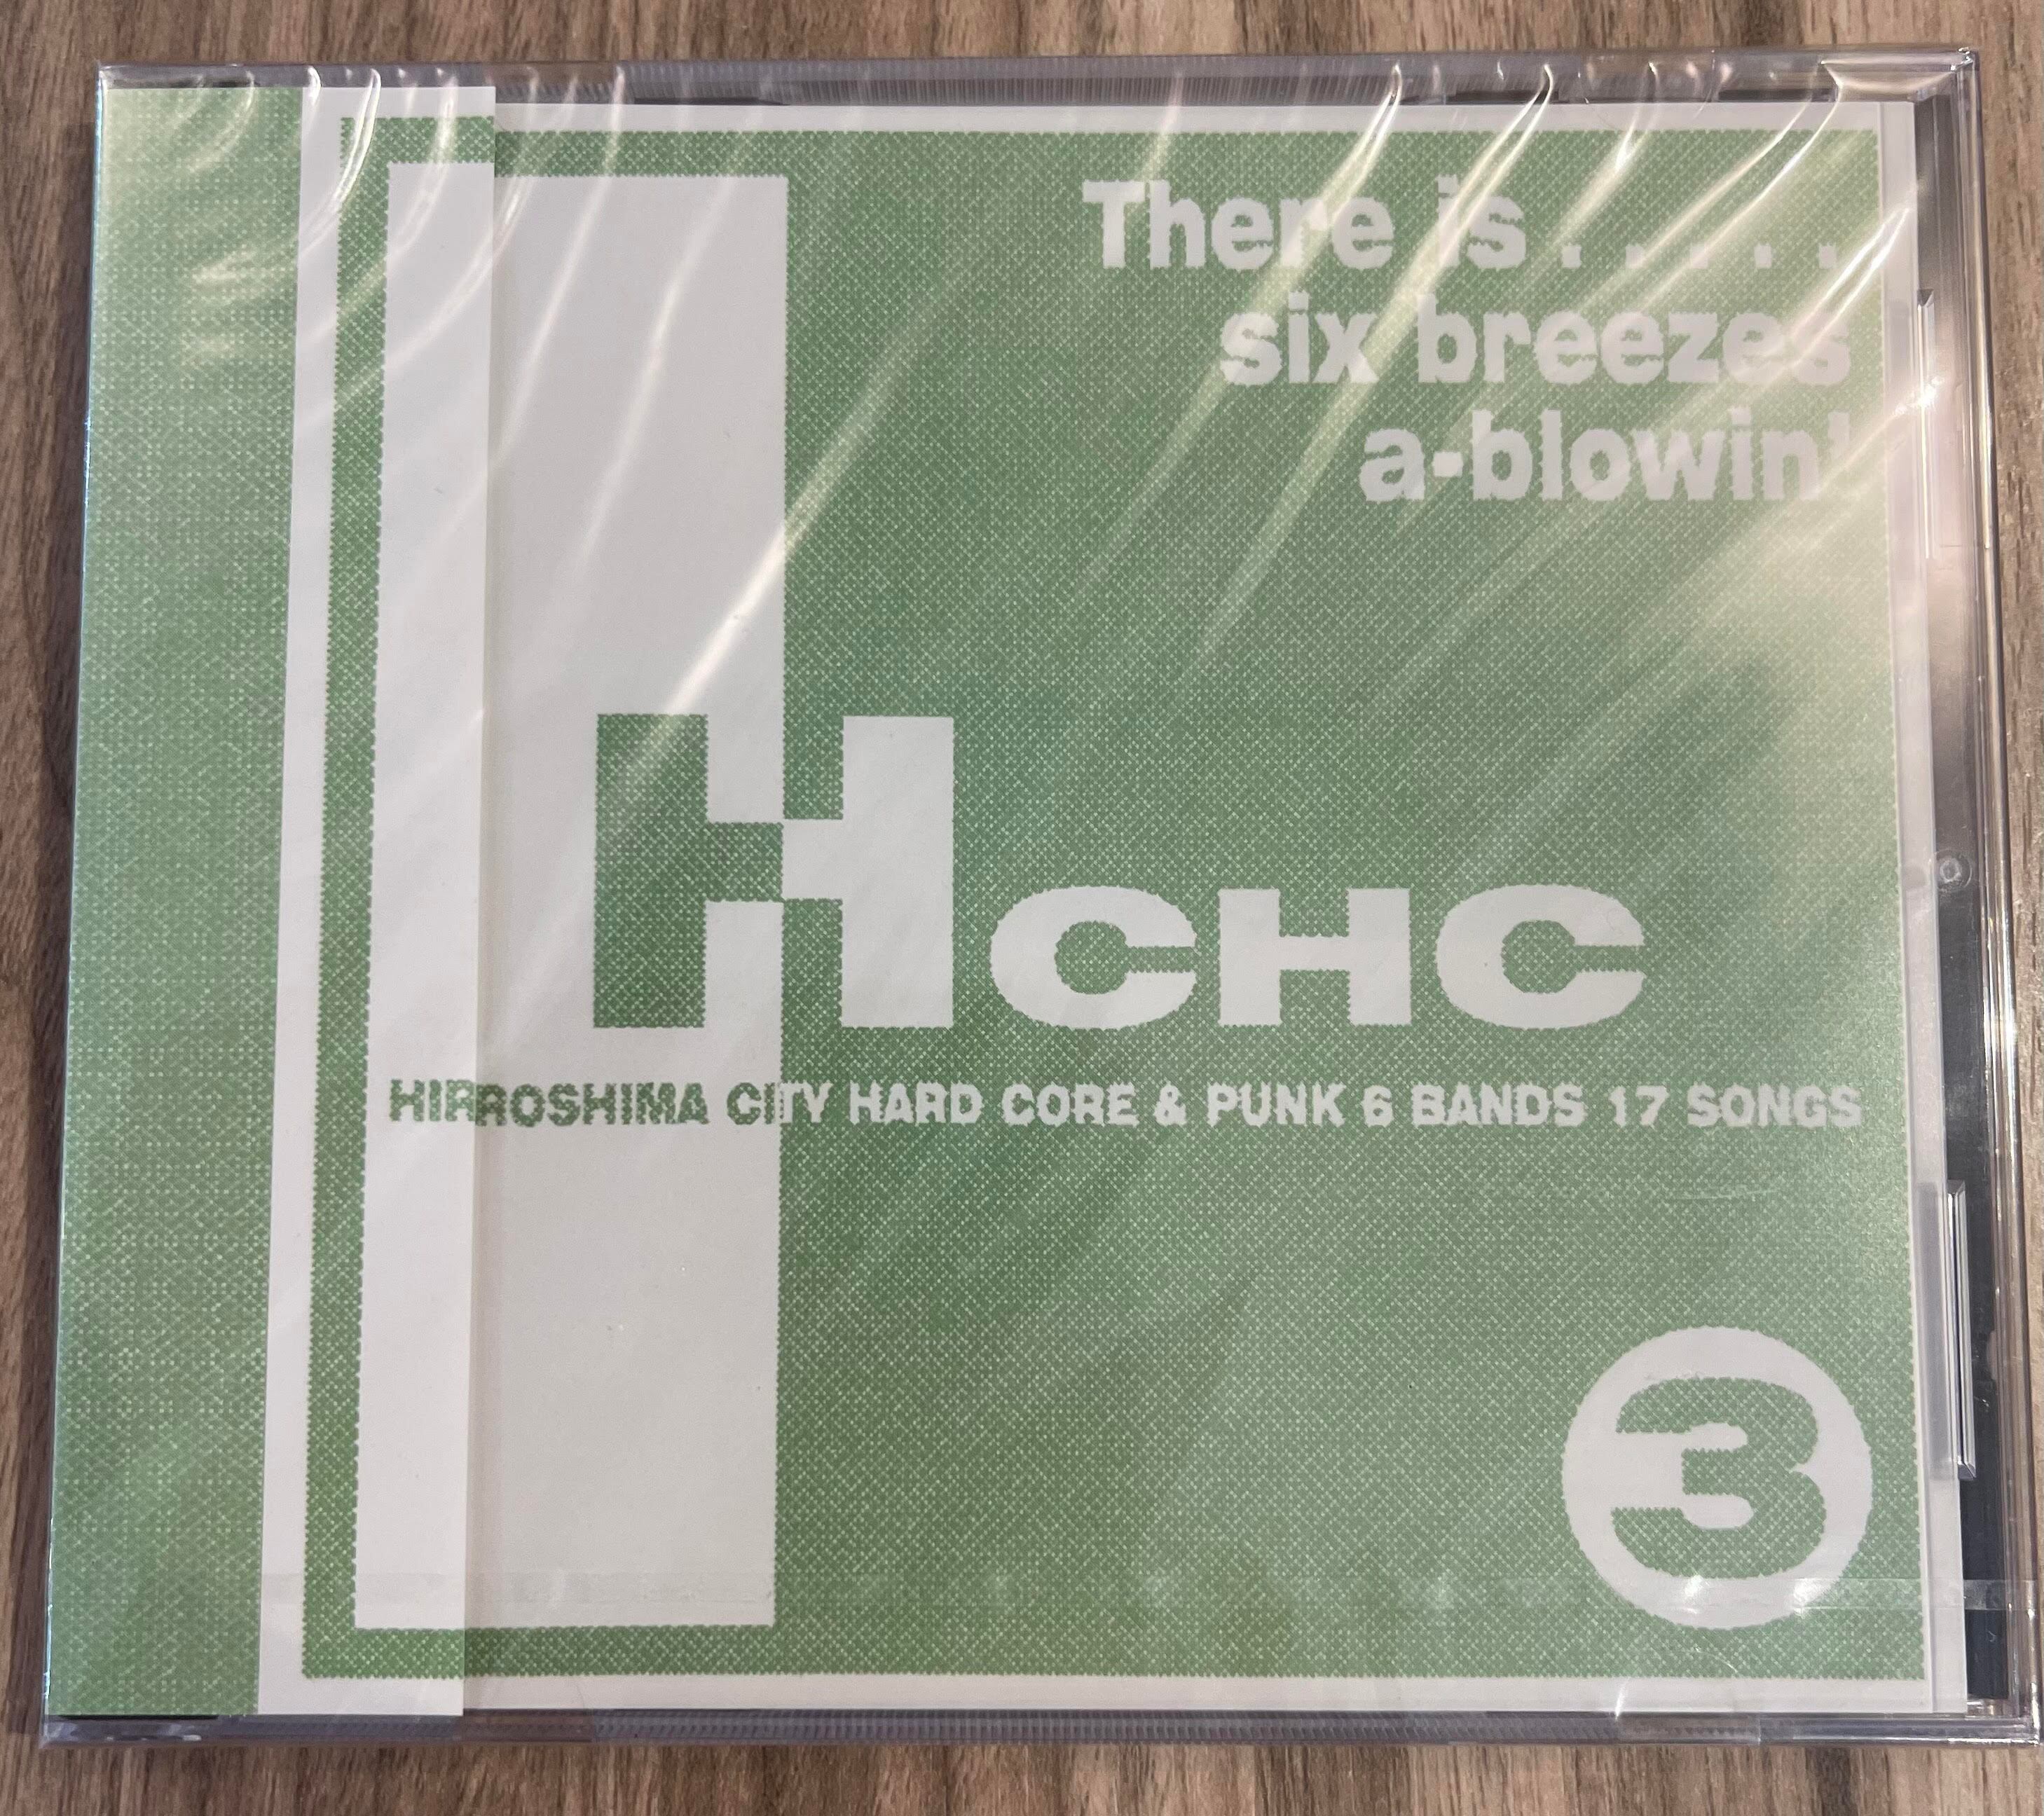 There is . . . . .
six breezes
a-blowin'
HCHC
HIRROSHIMA CITY HARD CORE & PUNK 6 BANDS 17 SONGS
3